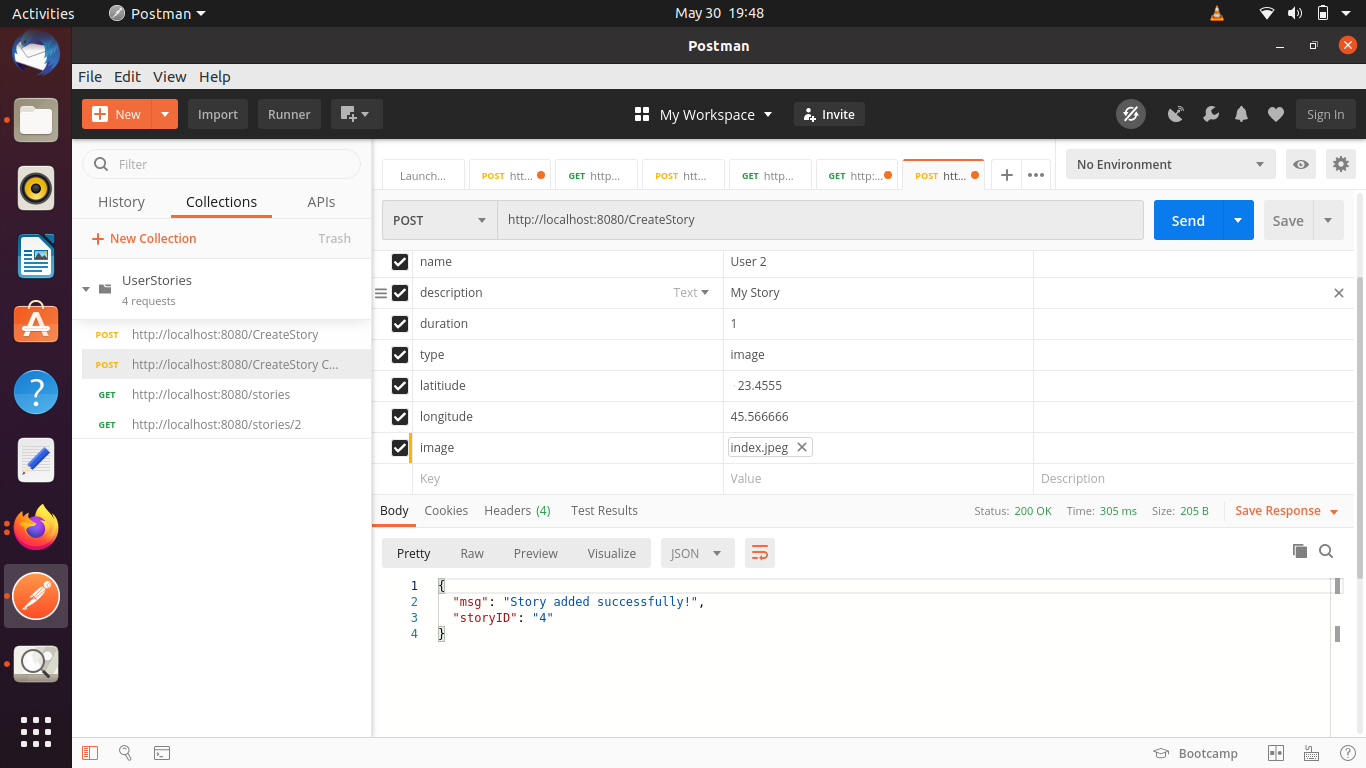 Activities Postman May 30 19:48
Postman
File Edit View Help
New Import Runner My Workspace Invite Sign In
Filter
Launch... POST htt... GET http... POST htt... GET http... GET http:... POST htt... No Environment
History Collections APIs
POST http://localhost:8080/CreateStory Send Save
New Collection Trash
UserStories
4 requests
POST http://localhost:8080/CreateStory
POST http://localhost:8080/CreateStory C...
GET http://localhost:8080/stories
GET http://localhost:8080/stories/2
name User 2
description Text My Story
duration 1
type image
latitiude 23.4555
longitude 45.566666
image index.jpeg
Key Value Description
Body Cookies Headers (4) Test Results Status: 200 OK Time: 305 ms Size: 205 B Save Response
Pretty Raw Preview Visualize JSON
1 {
2 "msg": "Story added successfully!",
3 "storyID": "4"
4 }
Bootcamp